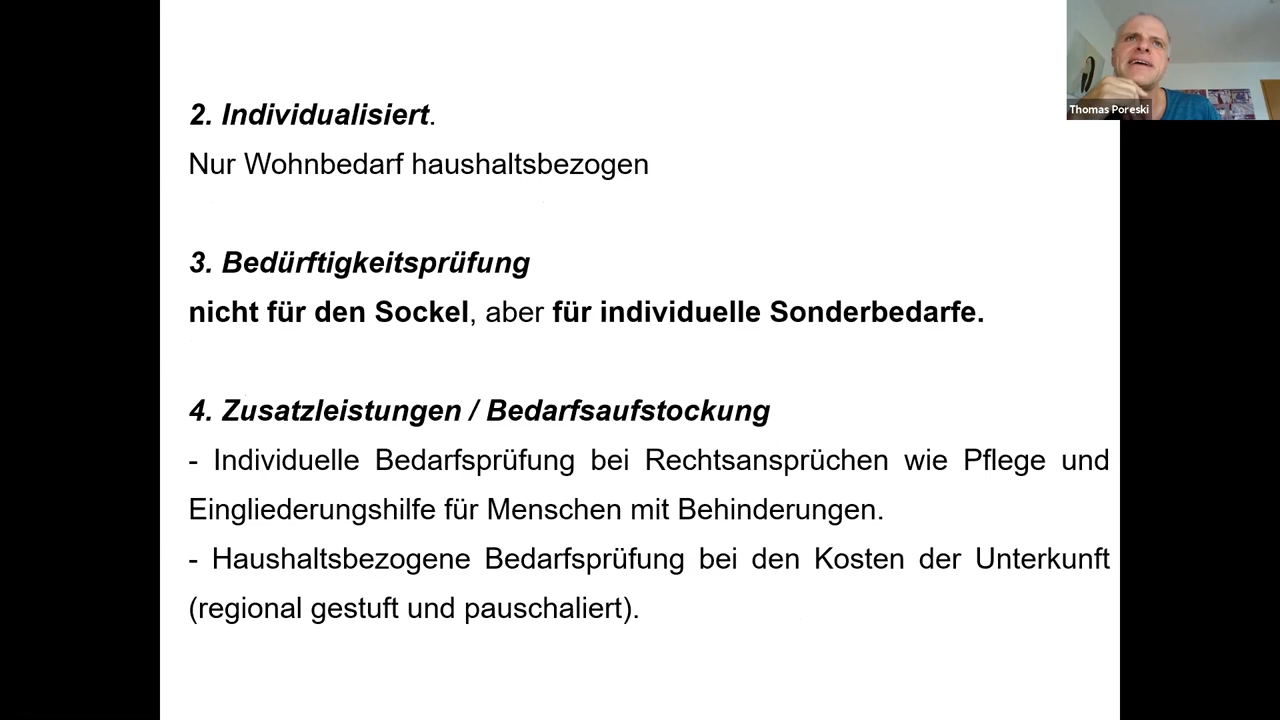 2. Individualisiert.
Nur Wohnbedarf haushaltsbezogen
3. Bedürftigkeitsprüfung
nicht für den Sockel, aber für individuelle Sonderbedarfe.
4. Zusatzleistungen / Bedarfsaufstockung
- Individuelle Bedarfsprüfung bei Rechtsansprüchen wie Pflege und
Eingliederungshilfe für Menschen mit Behinderungen.
- Haushaltsbezogene Bedarfsprüfung bei den Kosten der Unterkunft
(regional gestuft und pauschaliert).
Thomas Poreski